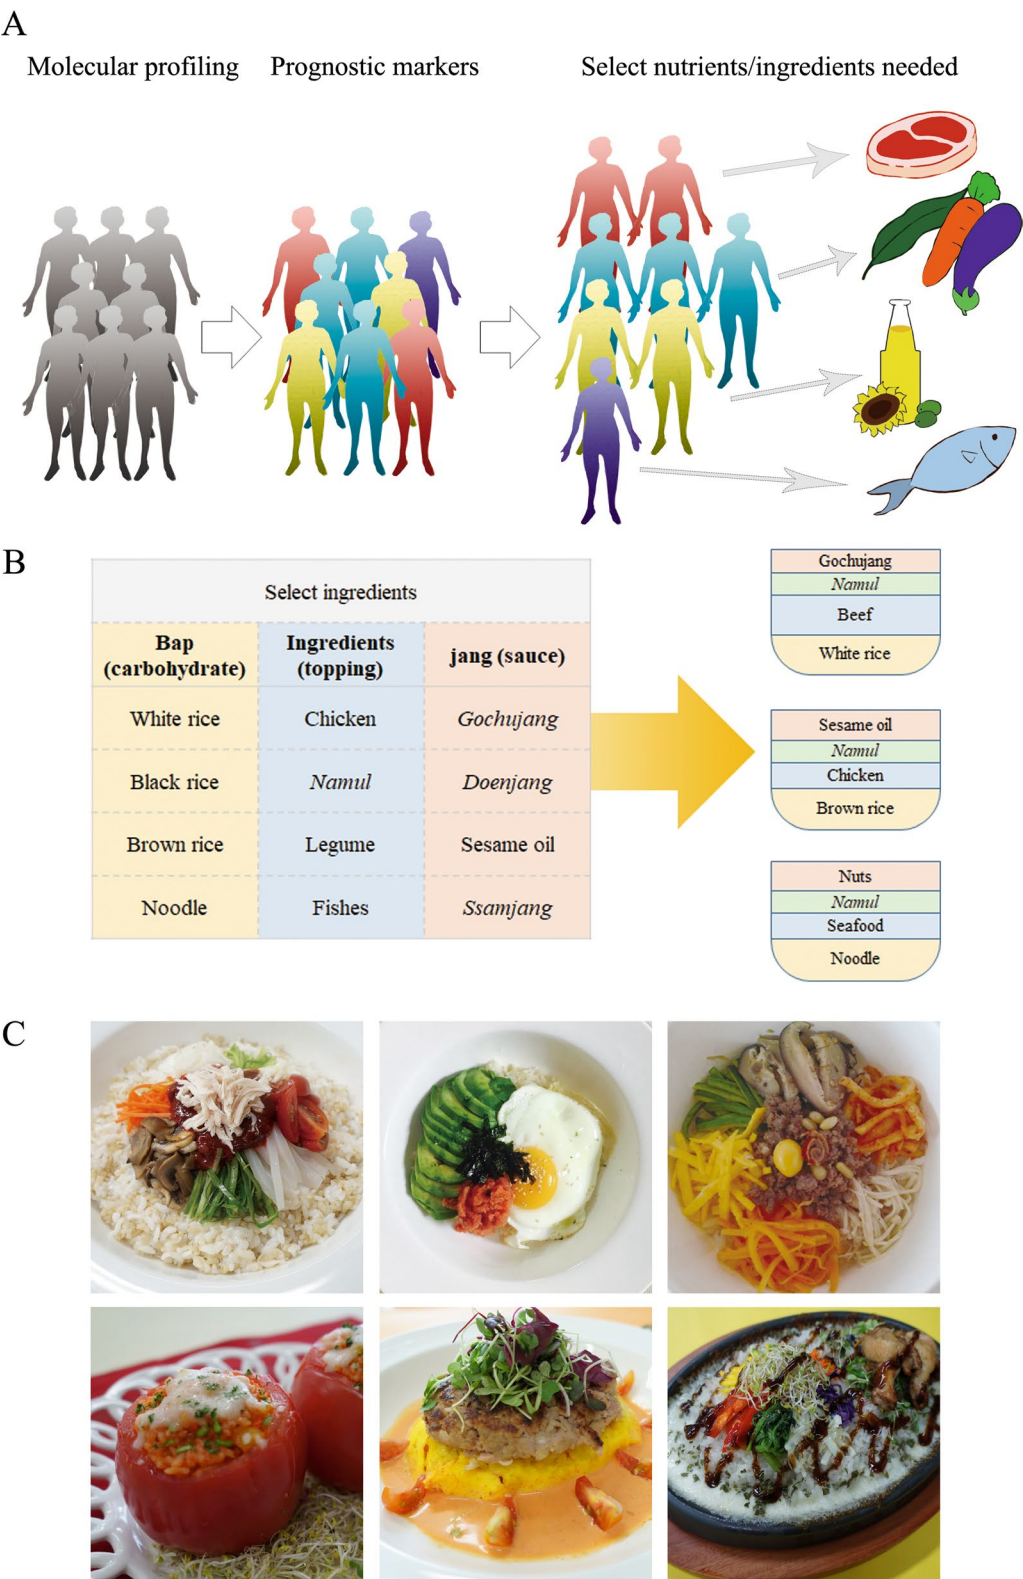 A
Molecular profiling
Prognostic markers
Select nutrients/ingredients needed
B
Select ingredients
Bap
(carbohydrate)
Ingredients
(topping)
jang (sauce)
White rice
Chicken
Gochujang
Black rice
Namul
Doenjang
Brown rice
Legume
Sesame oil
Noodle
Fishes
Ssamjang
Gochujang
Namul
Beef
White rice
Sesame oil
Namul
Chicken
Brown rice
Nuts
Namul
Seafood
Noodle
C